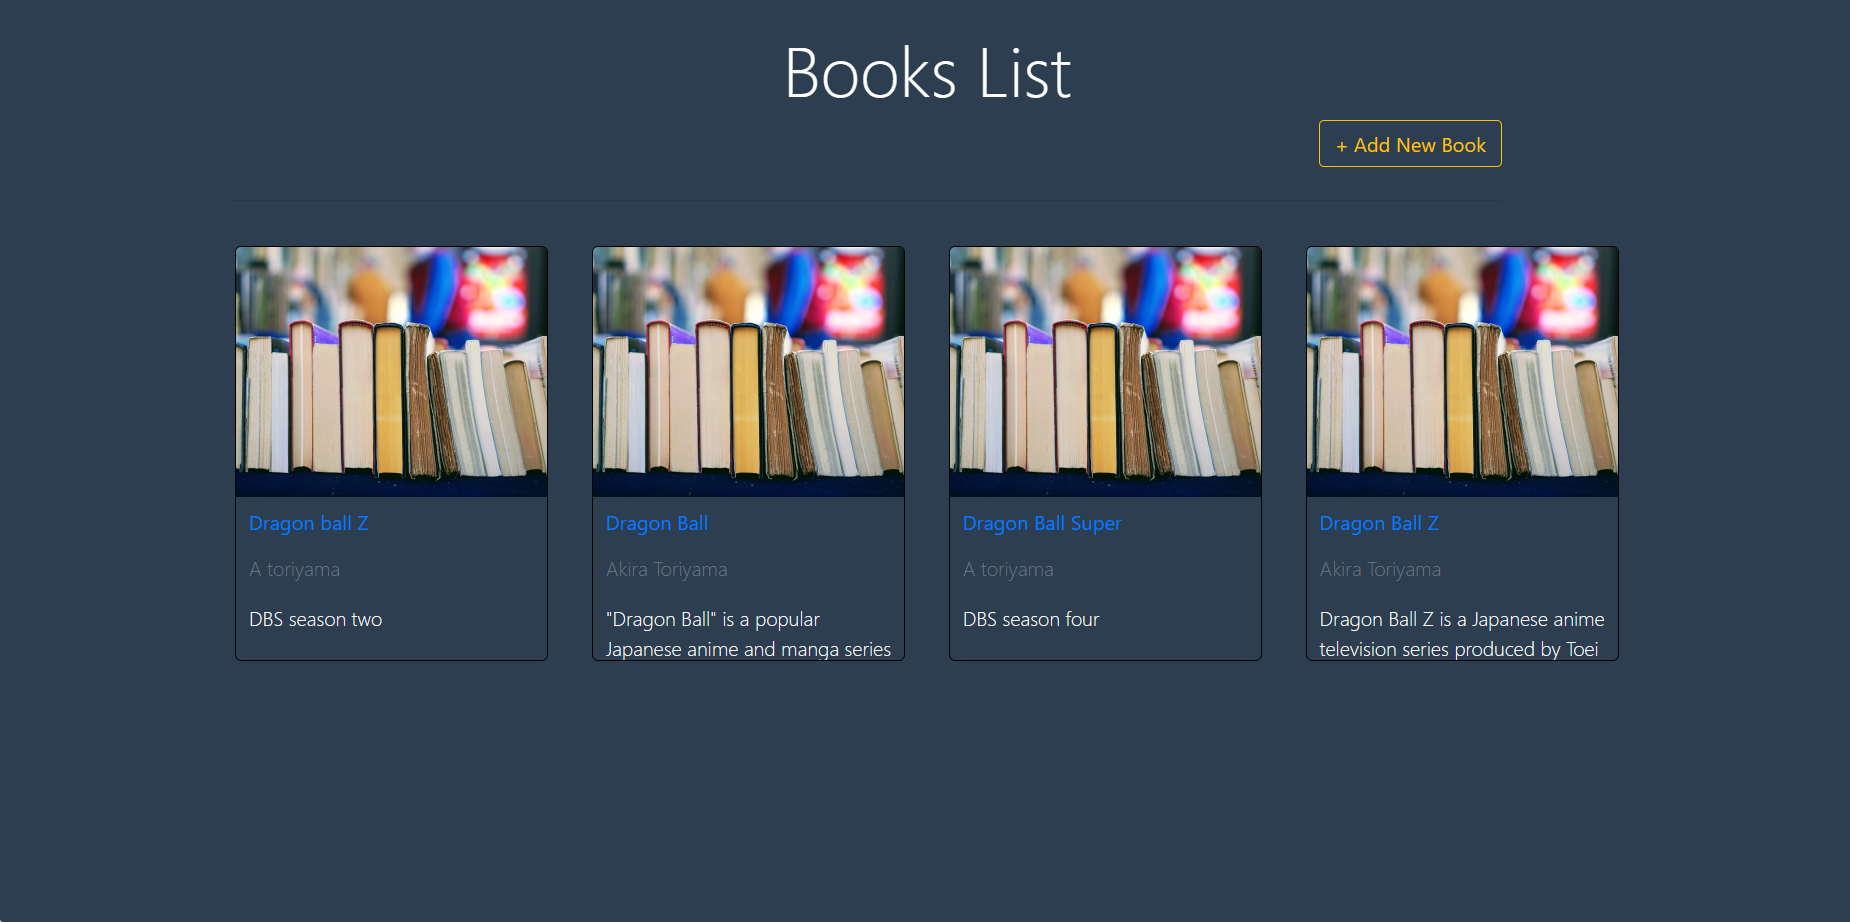 Books List
+ Add New Book
Dragon ball Z
A toriyama
DBS season two
Dragon Ball
Akira Toriyama
"Dragon Ball" is a popular
Japanese anime and manga series
Dragon Ball Super
A toriyama
DBS season four
Dragon Ball Z
Akira Toriyama
Dragon Ball Z is a Japanese anime
television series produced by Toei